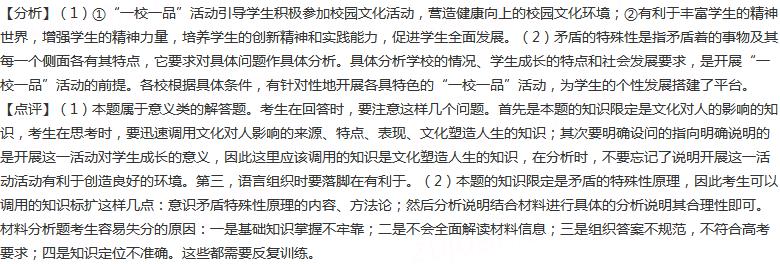 【分析】（1）①“一校一品”活动引导学生积极参加校园文化活动，营造健康向上的校园文化环境；②有利于丰富学生的精神
世界，增强学生的精神力量，培养学生的创新精神和实践能力，促进学生全面发展。（2）矛盾的特殊性是指矛盾着的事物及其
每一个侧面各有其特点，它要求对具体问题作具体分析。具体分析学校的情况、学生成长的特点和社会发展要求，是开展“一
校一品”活动的前提。各校根据具体条件，有针对性地开展各具特色的“一校一品”活动，为学生的个性发展搭建了平台。
【点评】（1）本题属于意义类的解答题。考生在回答时，要注意这样几个问题。首先是本题的知识限定是文化对人的影响的知
识，考生在思考时，要迅速调用文化对人影响的来源、特点、表现、文化塑造人生的知识；其次要明确设问的指向明确说明的
是开展这一活动对学生成长的意义，因此这里应该调用的知识是文化塑造人生的知识，在分析时，不要忘记了说明开展这一活
动活动有利于创造良好的环境。第三，语言组织时要落脚在有利于。（2）本题的知识限定是矛盾的特殊性原理，因此考生可以
调用的知识标扩这样几点：意识矛盾特殊性原理的内容、方法论；然后分析说明结合材料进行具体的分析说明其合理性即可。
材料分析题考生容易失分的原因：一是基础知识掌握不牢靠；二是不会全面解读材料信息；三是组织答案不规范，不符合高考
要求；四是知识定位不准确。这些都需要反复训练。